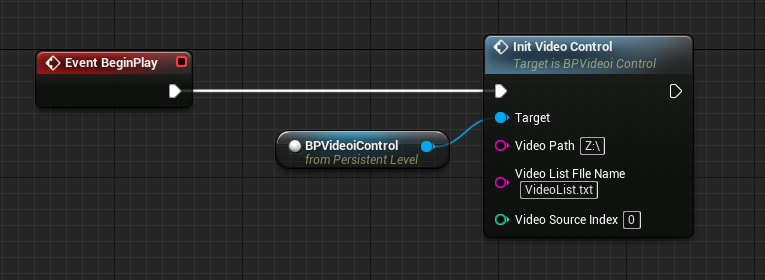 Event BeginPlay
Init Video Control
Target is BPVideoi Control
Target
BPVideoiControl
from Persistent Level
Video Path Z:\
Video List FIle Name
VideoList.txt
Video Source Index 0